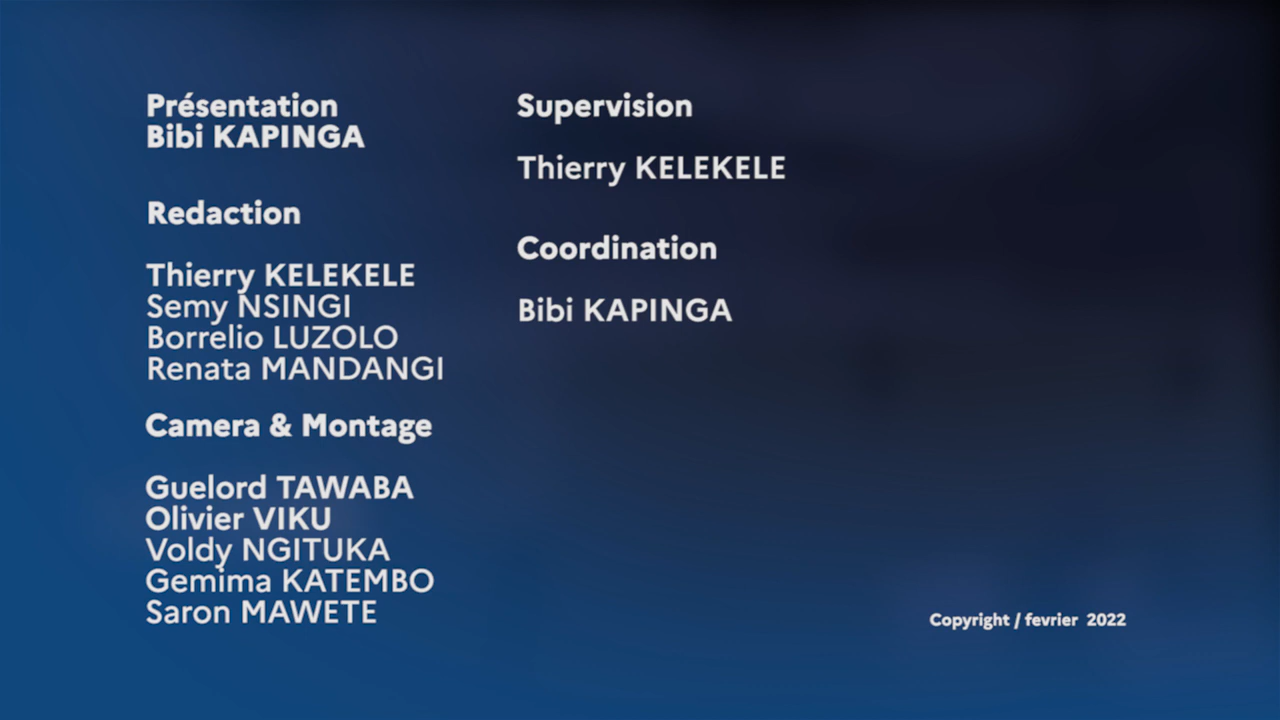 Présentation
Bibi KAPINGA
Redaction
Thierry KELEKELE
Semy NSINGI
Borrelio LUZOLO
Renata MANDANGI
Camera & Montage
Guelord TAWABA
Olivier VIKU
Voldy NGITUKA
Gemima KATEMBO
Saron MAWETE
Supervision
Thierry KELEKELE
Coordination
Bibi KAPINGA
Copyright / fevrier 2022